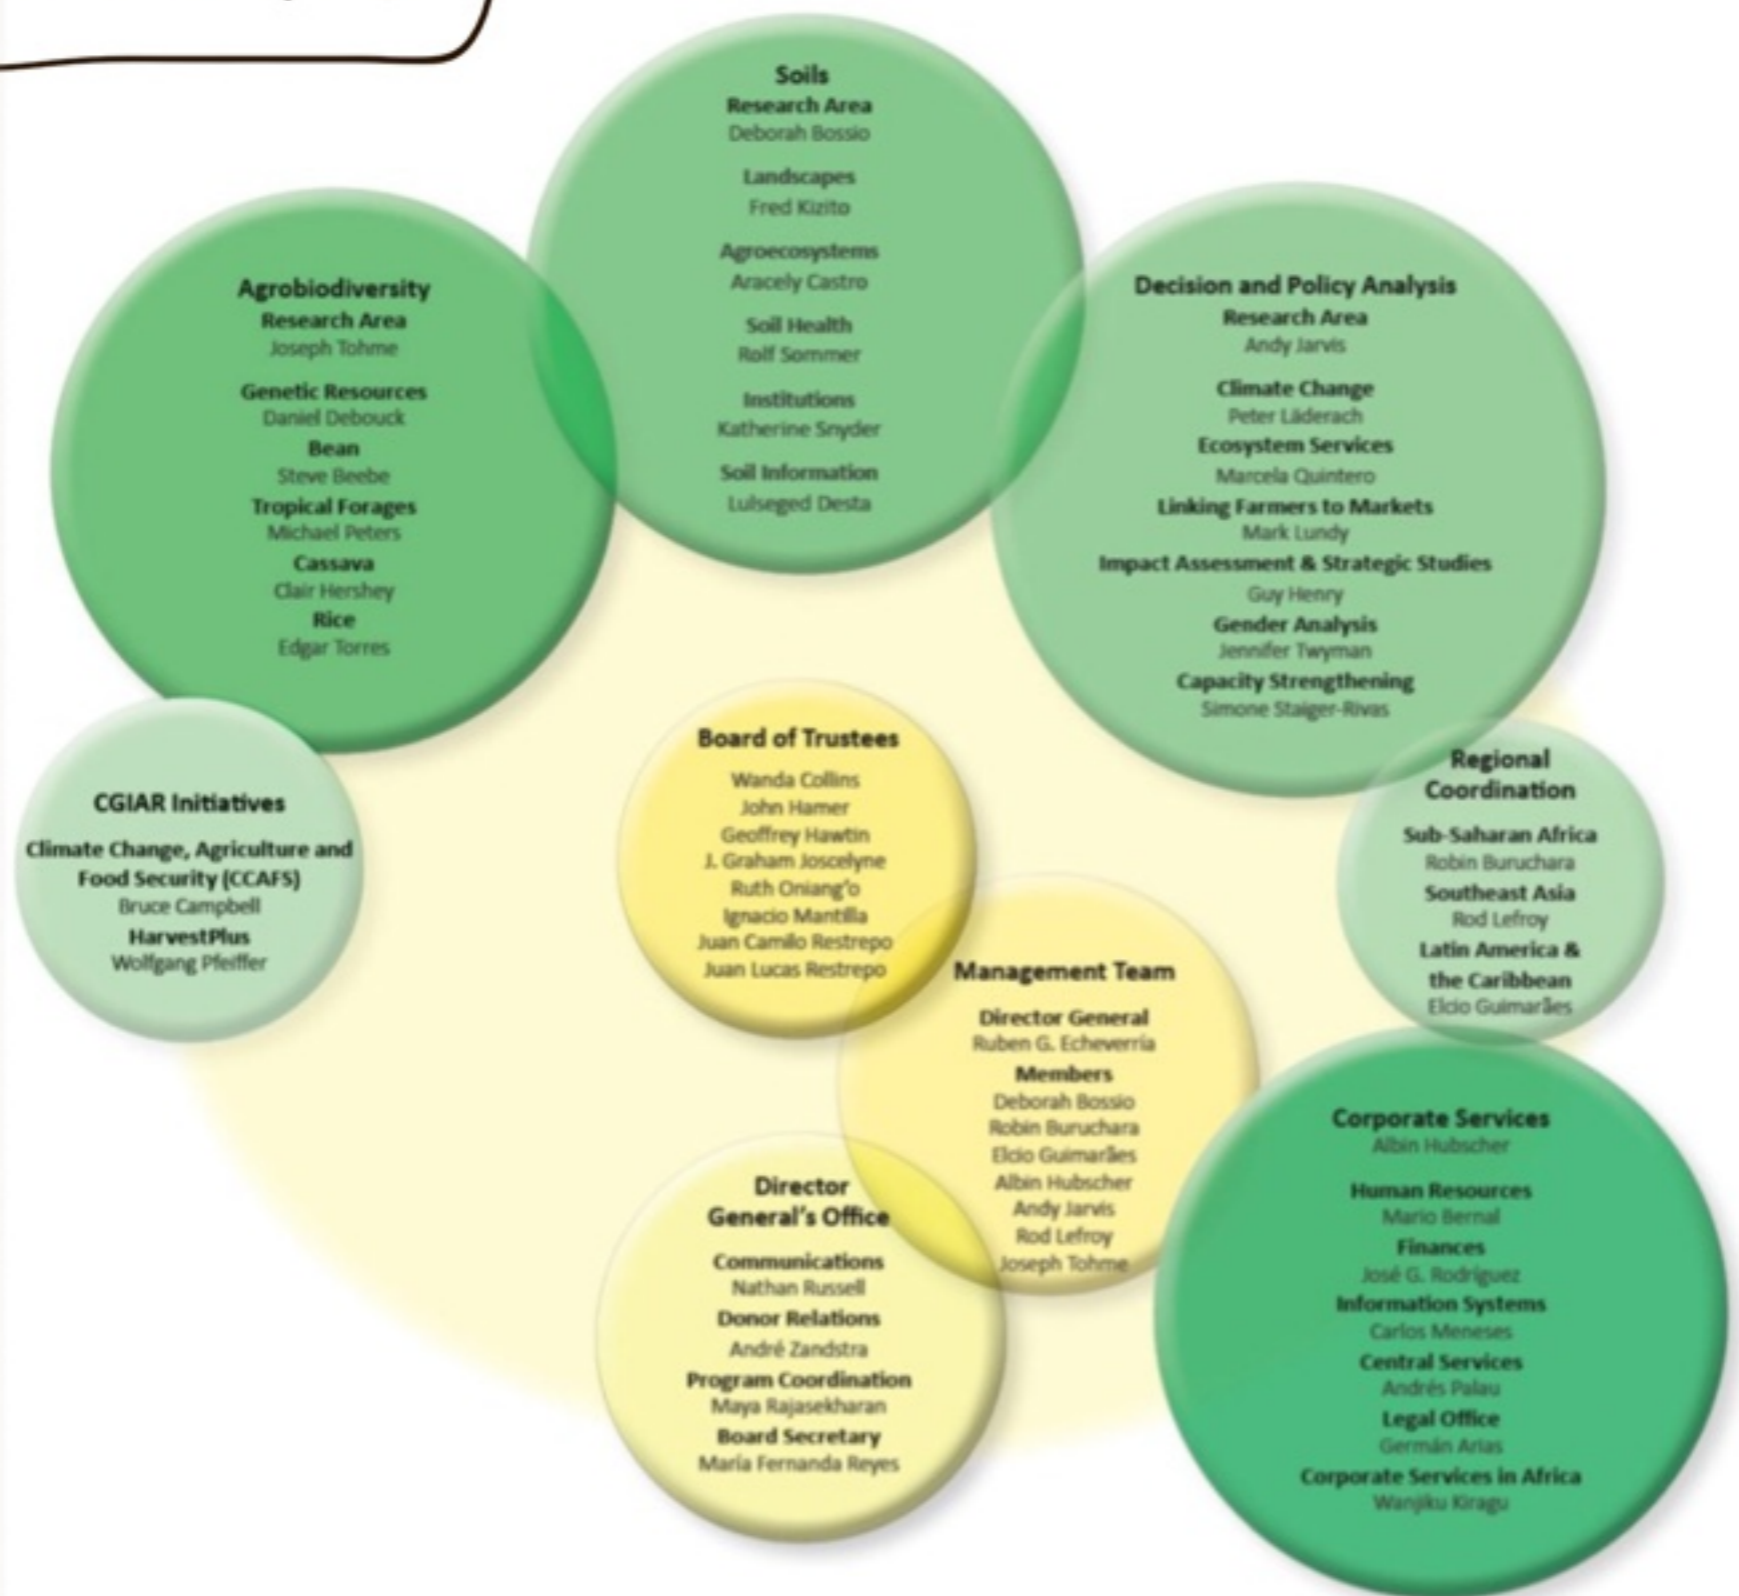 Soils
Research Area
Deborah Bossio
Landscapes
Fred Kizito
Agroecosystems
Aracely Castro
Soil Health
Rolf Sommer
Institutions
Katherine Snyder
Soil Information
Lulseged Desta
Agrobiodiversity
Research Area
Joseph Tohme
Genetic Resources
Daniel Debouck
Bean
Steve Beebe
Tropical Forages
Michael Peters
Cassava
Clair Hershey
Rice
Edgar Torres
Decision and Policy Analysis
Research Area
Andy Jarvis
Climate Change
Peter Läderach
Ecosystem Services
Marcela Quintero
Linking Farmers to Markets
Mark Lundy
Impact Assessment & Strategic Studies
Guy Henry
Gender Analysis
Jennifer Twyman
Capacity Strengthening
Simone Staiger-Rivas
CGIAR Initiatives
Climate Change, Agriculture and
Food Security (CCAFS)
Bruce Campbell
HarvestPlus
Wolfgang Pfeiffer
Board of Trustees
Wanda Collins
John Hamer
Geoffrey Hawtin
J. Graham Joscelyne
Ruth Oniang'o
Ignacio Mantilla
Juan Camilo Restrepo
Juan Lucas Restrepo
Regional
Coordination
Sub-Saharan Africa
Robin Buruchara
Southeast Asia
Rod Lefroy
Latin America &
the Caribbean
Elcio Guimarães
Management Team
Director General
Ruben G. Echeverría
Members
Deborah Bossio
Robin Buruchara
Elcio Guimarães
Albin Hubscher
Andy Jarvis
Rod Lefroy
Joseph Tohme
Director
General's Office
Communications
Nathan Russell
Donor Relations
André Zandstra
Program Coordination
Maya Rajasekharan
Board Secretary
María Fernanda Reyes
Corporate Services
Albin Hubscher
Human Resources
Mario Bernal
Finances
José G. Rodríguez
Information Systems
Carlos Meneses
Central Services
Andrés Palau
Legal Office
Germán Arias
Corporate Services in Africa
Wanjiku Kiragu